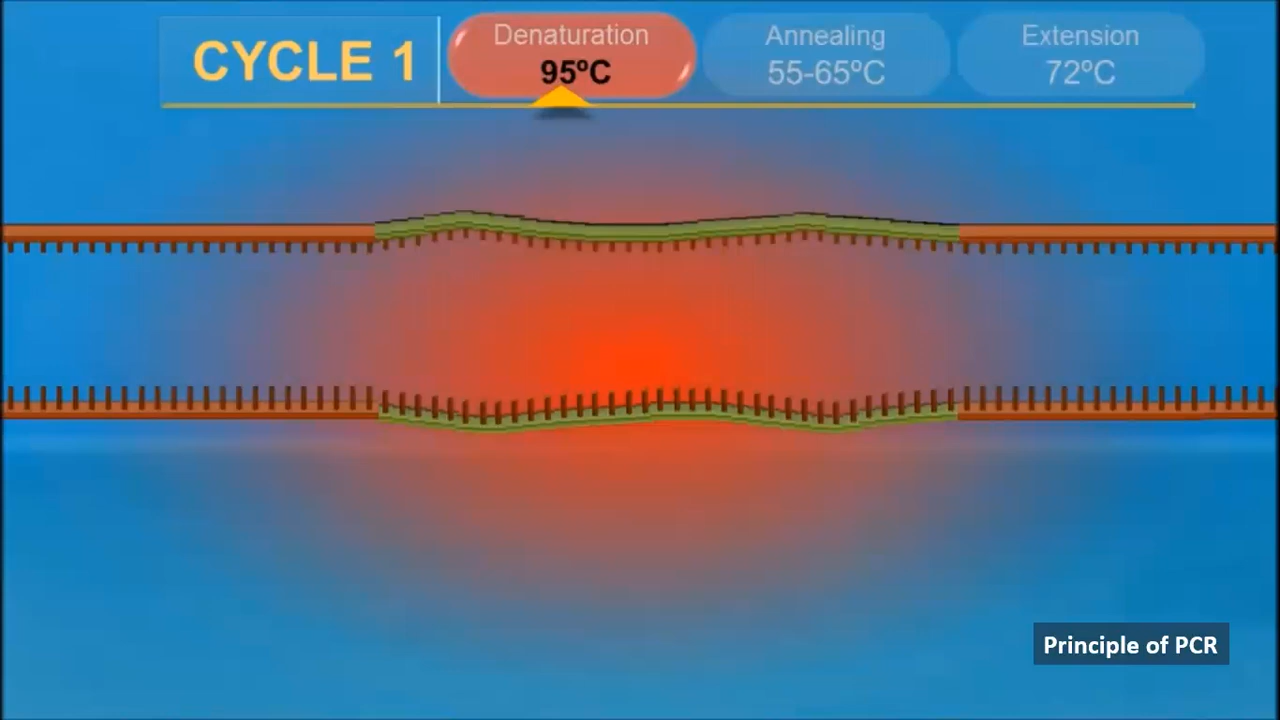 CYCLE 1
Denaturation
95ºC
Annealing
55-65ºC
Extension
72ºC
Principle of PCR